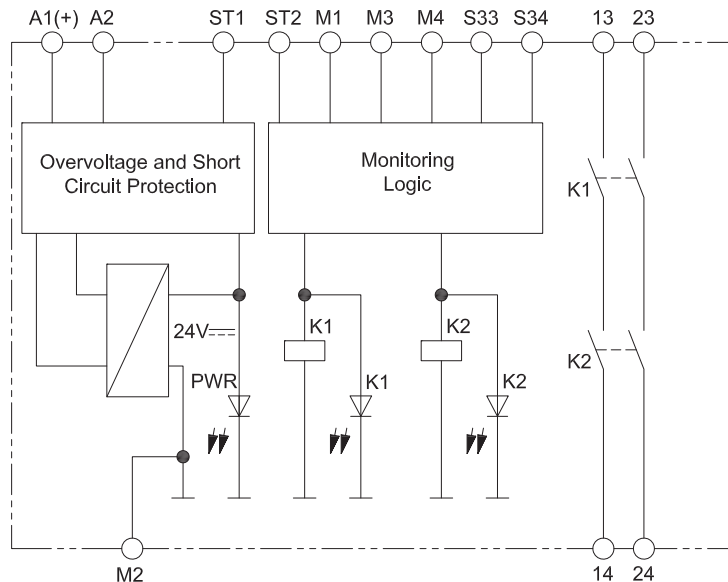 A1(+) A2 ST1 ST2 M1 M3 M4 S33 S34 13 23
Overvoltage and Short
Circuit Protection
Monitoring
Logic
K1
24V
K1
K2
K2
PWR
K1
K2
M2
14
24